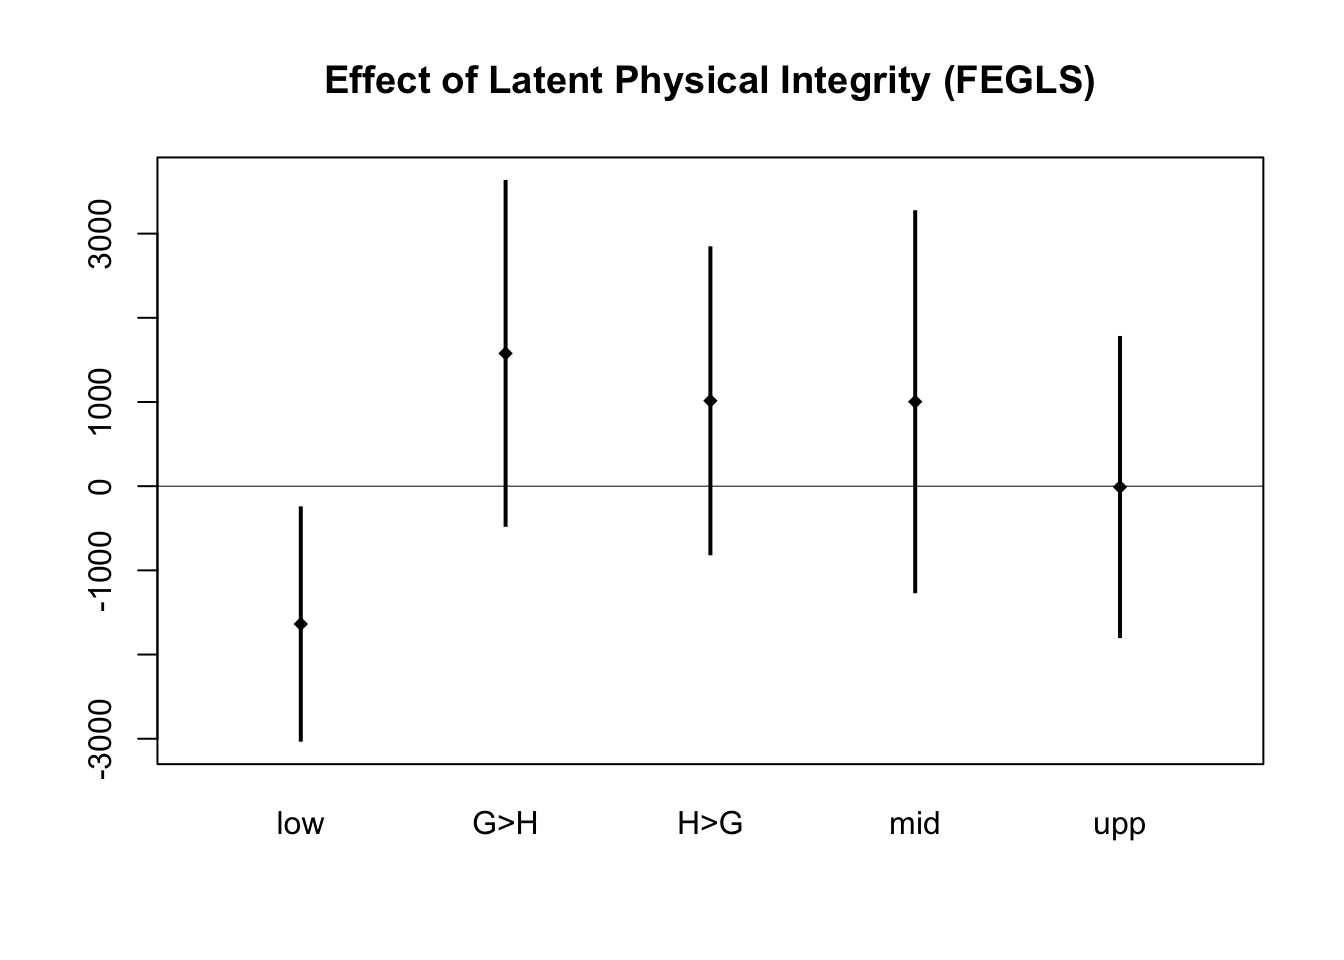 Effect of Latent Physical Integrity (FEGLS)
3000
1000
0
-1000
-3000
low G>H H>G mid upp